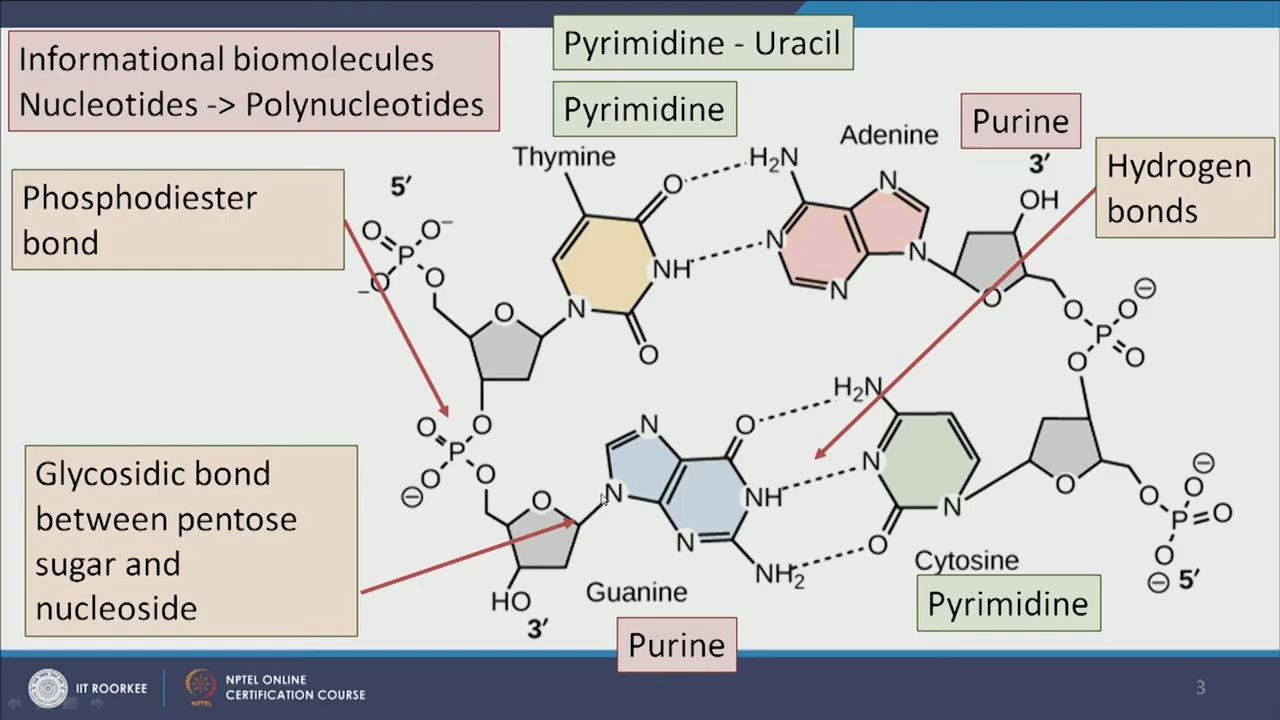 Informational biomolecules
Nucleotides -> Polynucleotides
Pyrimidine - Uracil
Pyrimidine
Thymine
Adenine
Purine
Hydrogen
bonds
Phosphodiester
bond
Glycosidic bond
between pentose
sugar and
nucleoside
5′
O
O⁻
P
⁻O
O
O
N
O
NH
O
H₂N
N
N
N
N
3′
OH
O
O
O⊖
P
O
O
O
O
P
O
⊖
O
O
HO
3′
N
N
N
O
NH
NH₂
Guanine
Purine
H₂N
N
O
N
Cytosine
Pyrimidine
O
O
⊖
O
P
O
O
⊖
5′
IIT ROORKEE
NPTEL
NPTEL ONLINE
CERTIFICATION COURSE
3